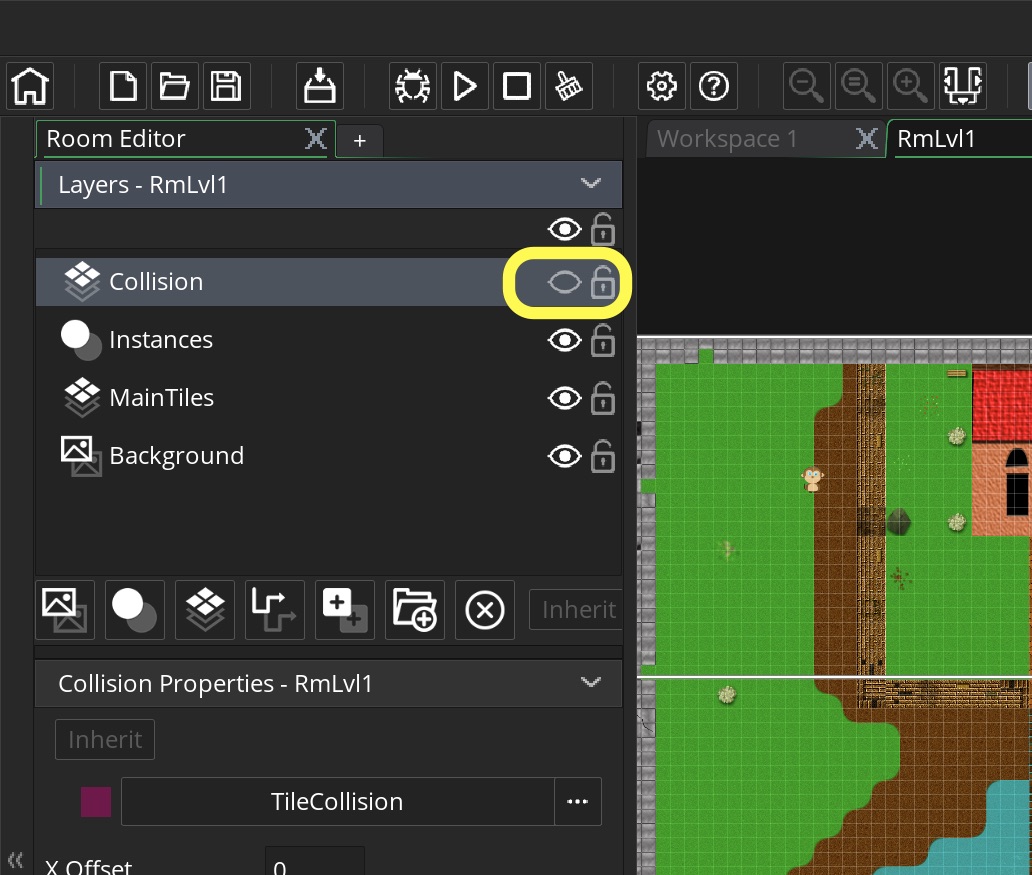 Room Editor
+
Workspace 1
RmLvl1
Layers - RmLvl1
Collision
Instances
MainTiles
Background
Inherit
Collision Properties - RmLvl1
Inherit
TileCollision
...
X Offset
0